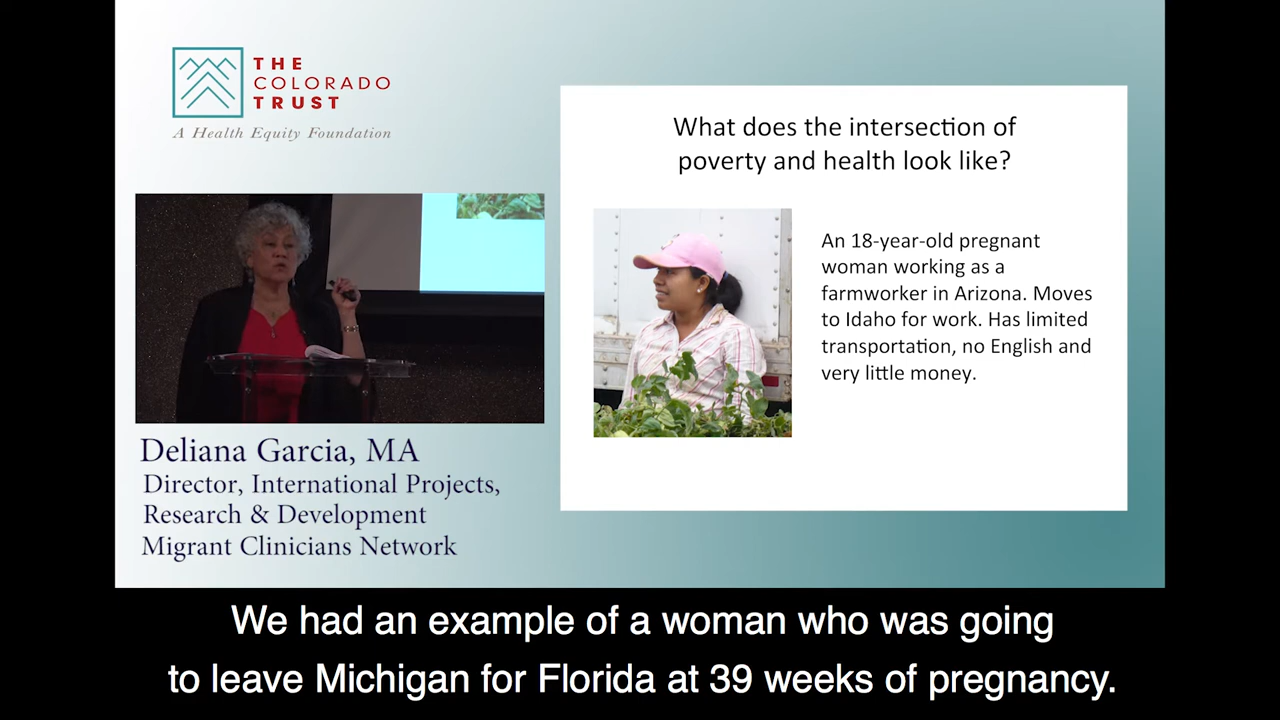 THE
COLORADO
TRUST
A Health Equity Foundation
What does the intersection of
poverty and health look like?
An 18-year-old pregnant
woman working as a
farmworker in Arizona. Moves
to Idaho for work. Has limited
transportation, no English and
very little money.
Deliana Garcia, MA
Director, International Projects,
Research & Development
Migrant Clinicians Network
We had an example of a woman who was going
to leave Michigan for Florida at 39 weeks of pregnancy.